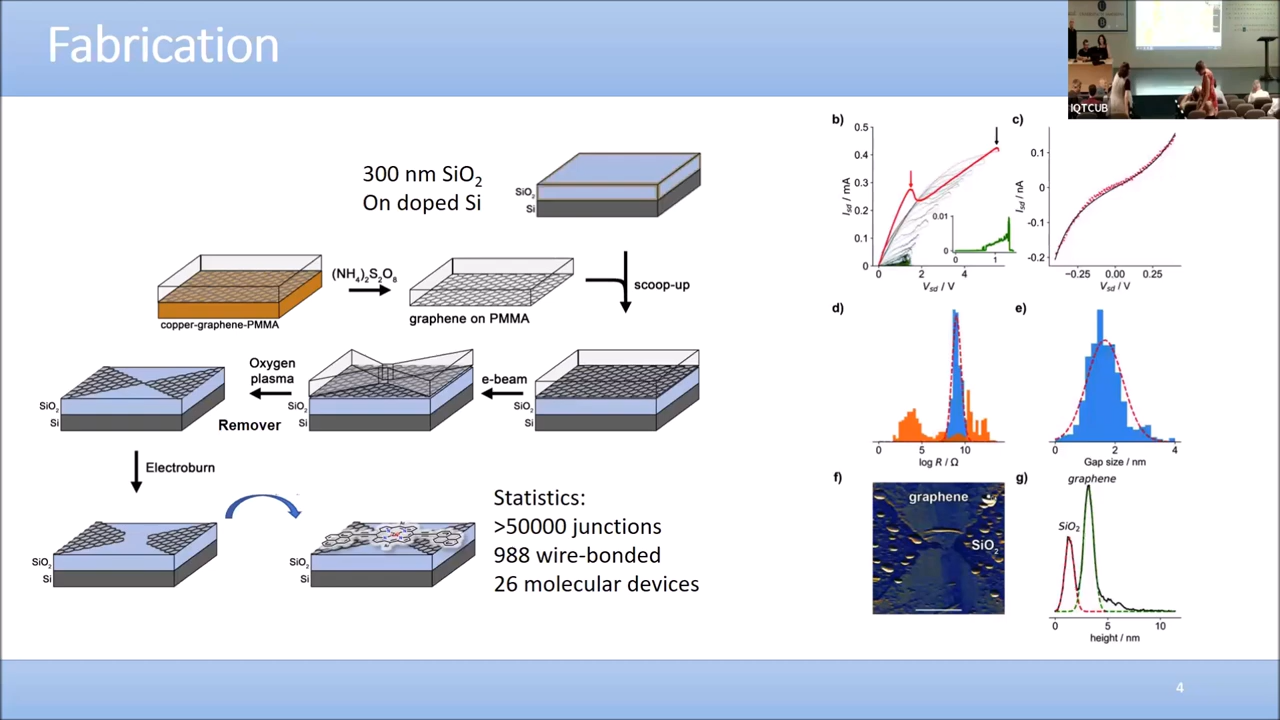 Fabrication
IQTCUB
300 nm SiO₂
On doped Si
SiO₂
Si
(NH₄)₂S₂O₈
copper-graphene-PMMA
graphene on PMMA
scoop-up
Oxygen
plasma
Remover
e-beam
SiO₂
Si
SiO₂
Si
SiO₂
Si
Electroburn
SiO₂
Si
SiO₂
Si
Statistics:
>50000 junctions
988 wire-bonded
26 molecular devices
b)
0.5
0.4
0.3
0.2
0.1
0
Isd / mA
0 2 4
Vsd / V
0.01
0
0 1
c)
0.1
0
-0.1
-0.2
Isd / nA
−0.25 0.00 0.25
Vsd / V
d)
0 5 10
log R / Ω
e)
0 2 4
Gap size / nm
f)
graphene
SiO₂
g)
graphene
SiO₂
0 5 10
height / nm
4